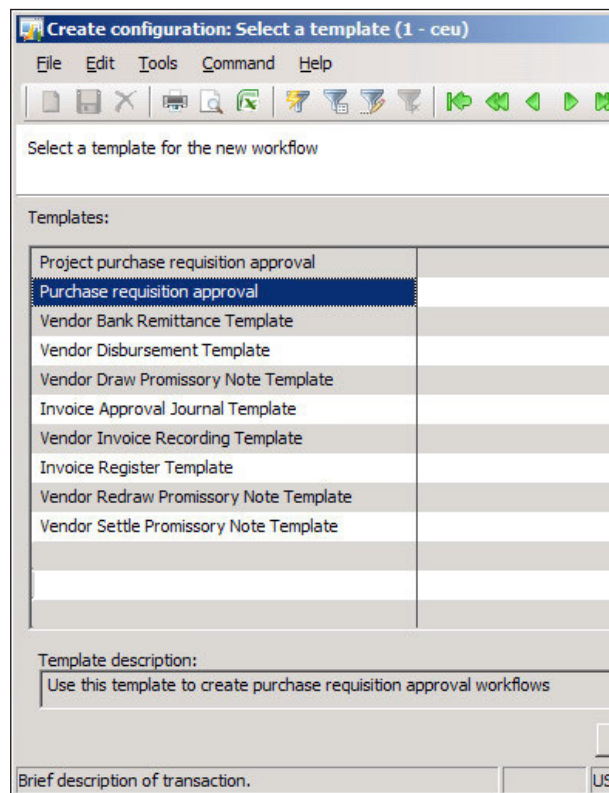 Create configuration: Select a template (1 - ceu)
File Edit Tools Command Help
Select a template for the new workflow
Templates:
Project purchase requisition approval
Purchase requisition approval
Vendor Bank Remittance Template
Vendor Disbursement Template
Vendor Draw Promissory Note Template
Invoice Approval Journal Template
Vendor Invoice Recording Template
Invoice Register Template
Vendor Redraw Promissory Note Template
Vendor Settle Promissory Note Template
Template description:
Use this template to create purchase requisition approval workflows
Brief description of transaction. US